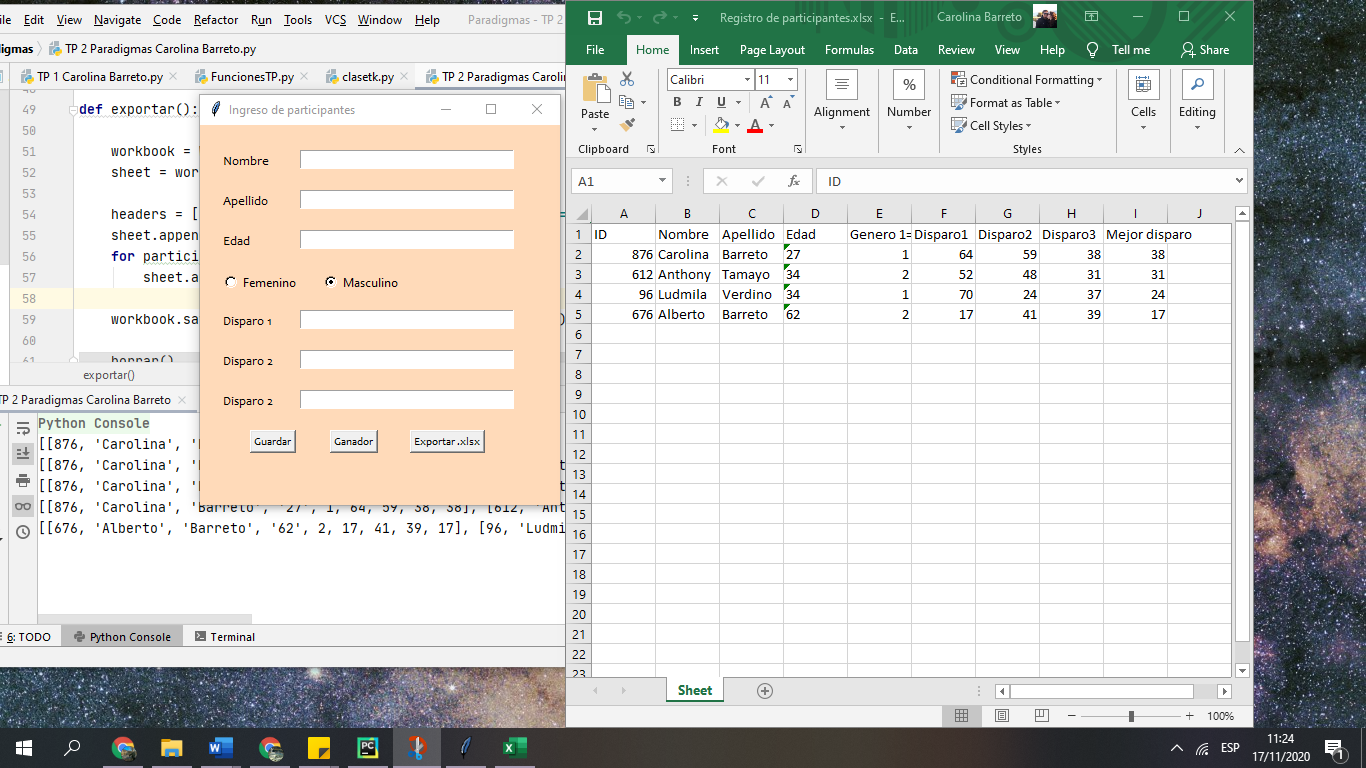 File Edit View Navigate Code Refactor Run Tools VCS Window Help Paradigmas - TP 2
TP 2 Paradigmas Carolina Barreto.py
TP 1 Carolina Barreto.py FuncionesTP.py clasetk.py TP 2 Paradigmas Carolin
49 def exportar():
50
51 workbook =
52 sheet = wor
53
54 headers = [
55 sheet.appen
56 for partici
57 sheet.a
58
59 workbook.sa
60
61 borrar()
exportar()
Ingreso de participantes
Nombre
Apellido
Edad
Femenino Masculino
Disparo 1
Disparo 2
Disparo 2
Guardar Ganador Exportar .xlsx
TP 2 Paradigmas Carolina Barreto
Python Console
[[876, 'Carolina', '
[[876, 'Carolina', '
[[876, 'Carolina', '
[[876, 'Carolina', 'Barreto', '27', 1, 64, 59, 38, 38], [612, 'Ant
[[676, 'Alberto', 'Barreto', '62', 2, 17, 41, 39, 17], [96, 'Ludmi
6: TODO Python Console Terminal
Registro de participantes.xlsx - E... Carolina Barreto
File Home Insert Page Layout Formulas Data Review View Help Tell me Share
Paste Calibri 11 Alignment Number Conditional Formatting Cells Editing
B I U A A % Format as Table
A Cell Styles
Clipboard Font Styles
A1 fx ID
A B C D E F G H I J
1 ID Nombre Apellido Edad Genero 1= Disparo1 Disparo2 Disparo3 Mejor disparo
2 876 Carolina Barreto 27 1 64 59 38 38
3 612 Anthony Tamayo 34 2 52 48 31 31
4 96 Ludmila Verdino 34 1 70 24 37 24
5 676 Alberto Barreto 62 2 17 41 39 17
6
7
8
9
10
11
12
13
14
15
16
17
18
19
20
21
22
23
Sheet
100%
ESP 11:24
17/11/2020
1